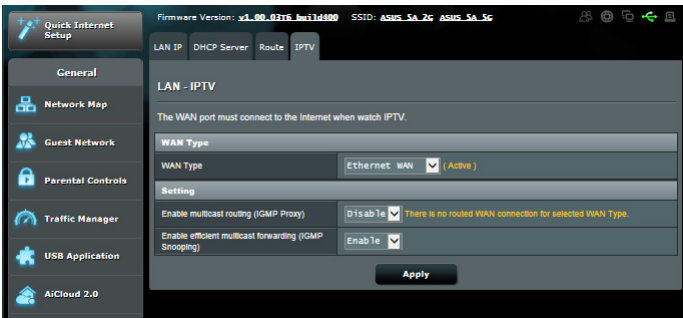 Quick Internet
Setup
Firmware Version: v1.00.03T6 build400 SSID: ASUS_5A_2G ASUS_5A_5G
LAN IP DHCP Server Route IPTV
General
Network Map
Guest Network
Parental Controls
Traffic Manager
USB Application
AiCloud 2.0
LAN - IPTV
The WAN port must connect to the Internet when watch IPTV.
WAN Type
WAN Type Ethernet WAN ( Active )
Setting
Enable multicast routing (IGMP Proxy) Disable There is no routed WAN connection for selected WAN Type.
Enable efficient multicast forwarding (IGMP
Snooping) Enable
Apply